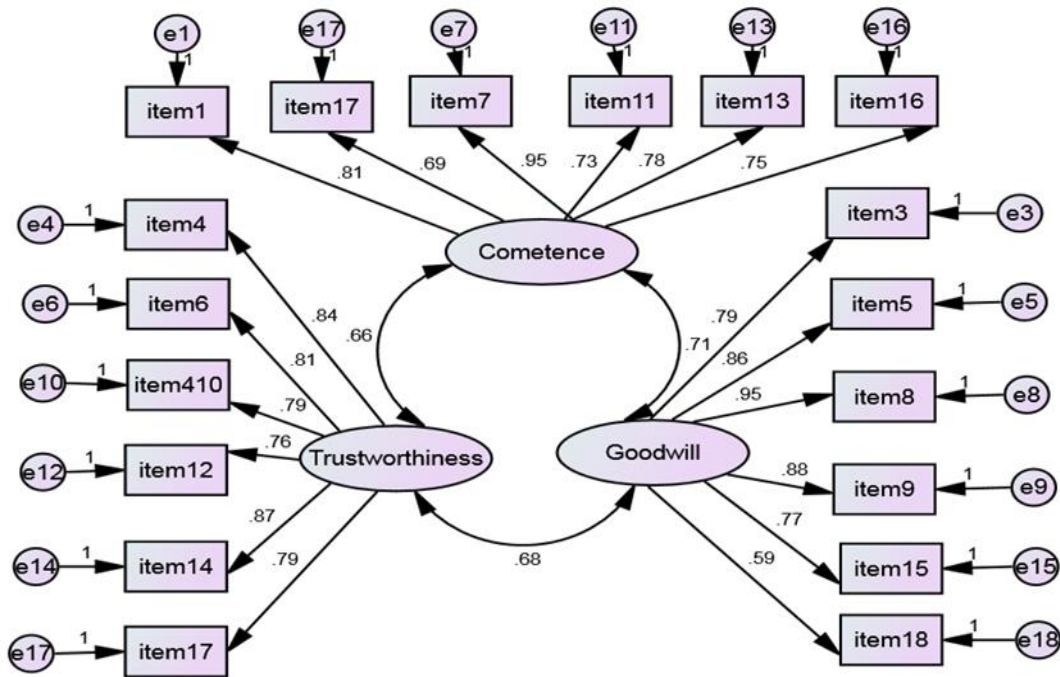 e1 e17 e7 e11 e13 e16
1 1 1 1 1 1
item1 item17 item7 item11 item13 item16
.81 .69 .95 .73 .78 .75
e4 1 item4 item3 1 e3
Cometence
e6 1 item6 item5 1 e5
.84 .66 .79 .71
.81 .86
e10 1 item410 .79 .95 item8 1 e8
e12 1 item12 .76 Trustworthiness Goodwill .88 item9 1 e9
.87 .77
e14 1 item14 .79 .68 .59 item15 1 e15
e17 1 item17 item18 1 e18